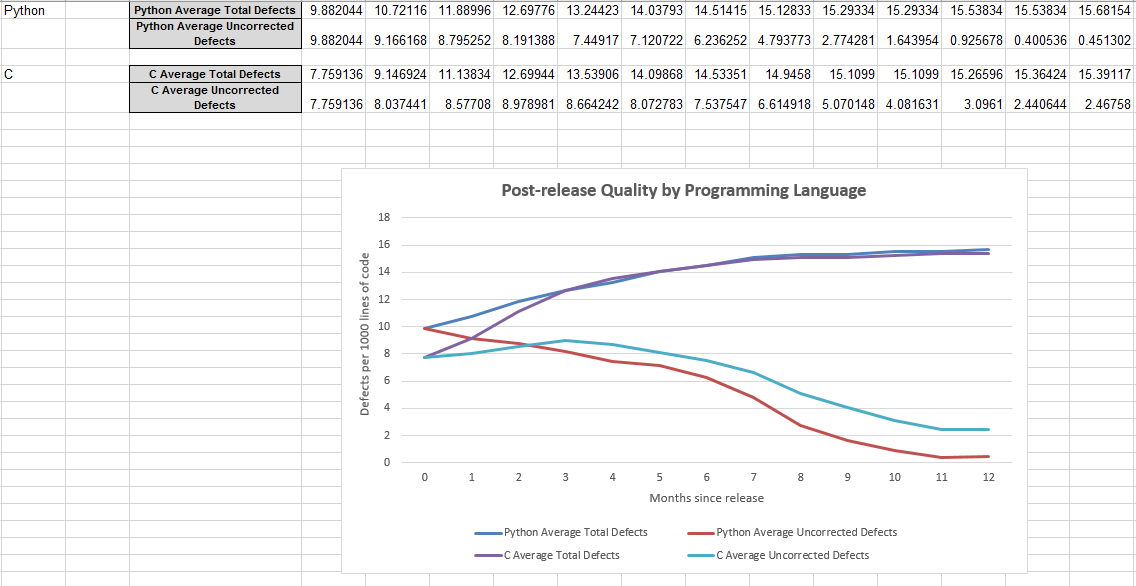 Python Python Average Total Defects 9.882044 10.72116 11.88996 12.69776 13.24423 14.03793 14.51415 15.12833 15.29334 15.29334 15.53834 15.53834 15.68154
Python Average Uncorrected
Defects 9.882044 9.166168 8.795252 8.191388 7.44917 7.120722 6.236252 4.793773 2.774281 1.643954 0.925678 0.400536 0.451302
C C Average Total Defects 7.759136 9.146924 11.13834 12.69944 13.53906 14.09868 14.53351 14.9458 15.1099 15.1099 15.26596 15.36424 15.39117
C Average Uncorrected
Defects 7.759136 8.037441 8.57708 8.978981 8.664242 8.072783 7.537547 6.614918 5.070148 4.081631 3.0961 2.440644 2.46758
Post-release Quality by Programming Language
Defects per 1000 lines of code
18
16
14
12
10
8
6
4
2
0
0 1 2 3 4 5 6 7 8 9 10 11 12
Months since release
Python Average Total Defects Python Average Uncorrected Defects
C Average Total Defects C Average Uncorrected Defects